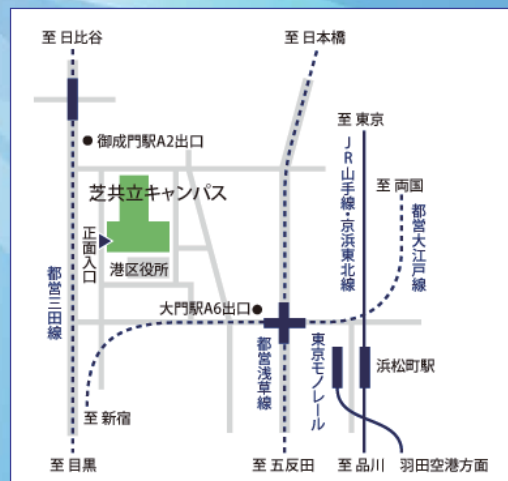 至 日比谷
至 日本橋
御成門駅A2出口
至 東京
芝共立キャンパス
至 両国
JR山手線・京浜東北線
都営大江戸線
正面入口
港区役所
大門駅A6出口
都営三田線
都営浅草線
東京モノレール
浜松町駅
至 新宿
至 目黒
至 五反田
至 品川
羽田空港方面